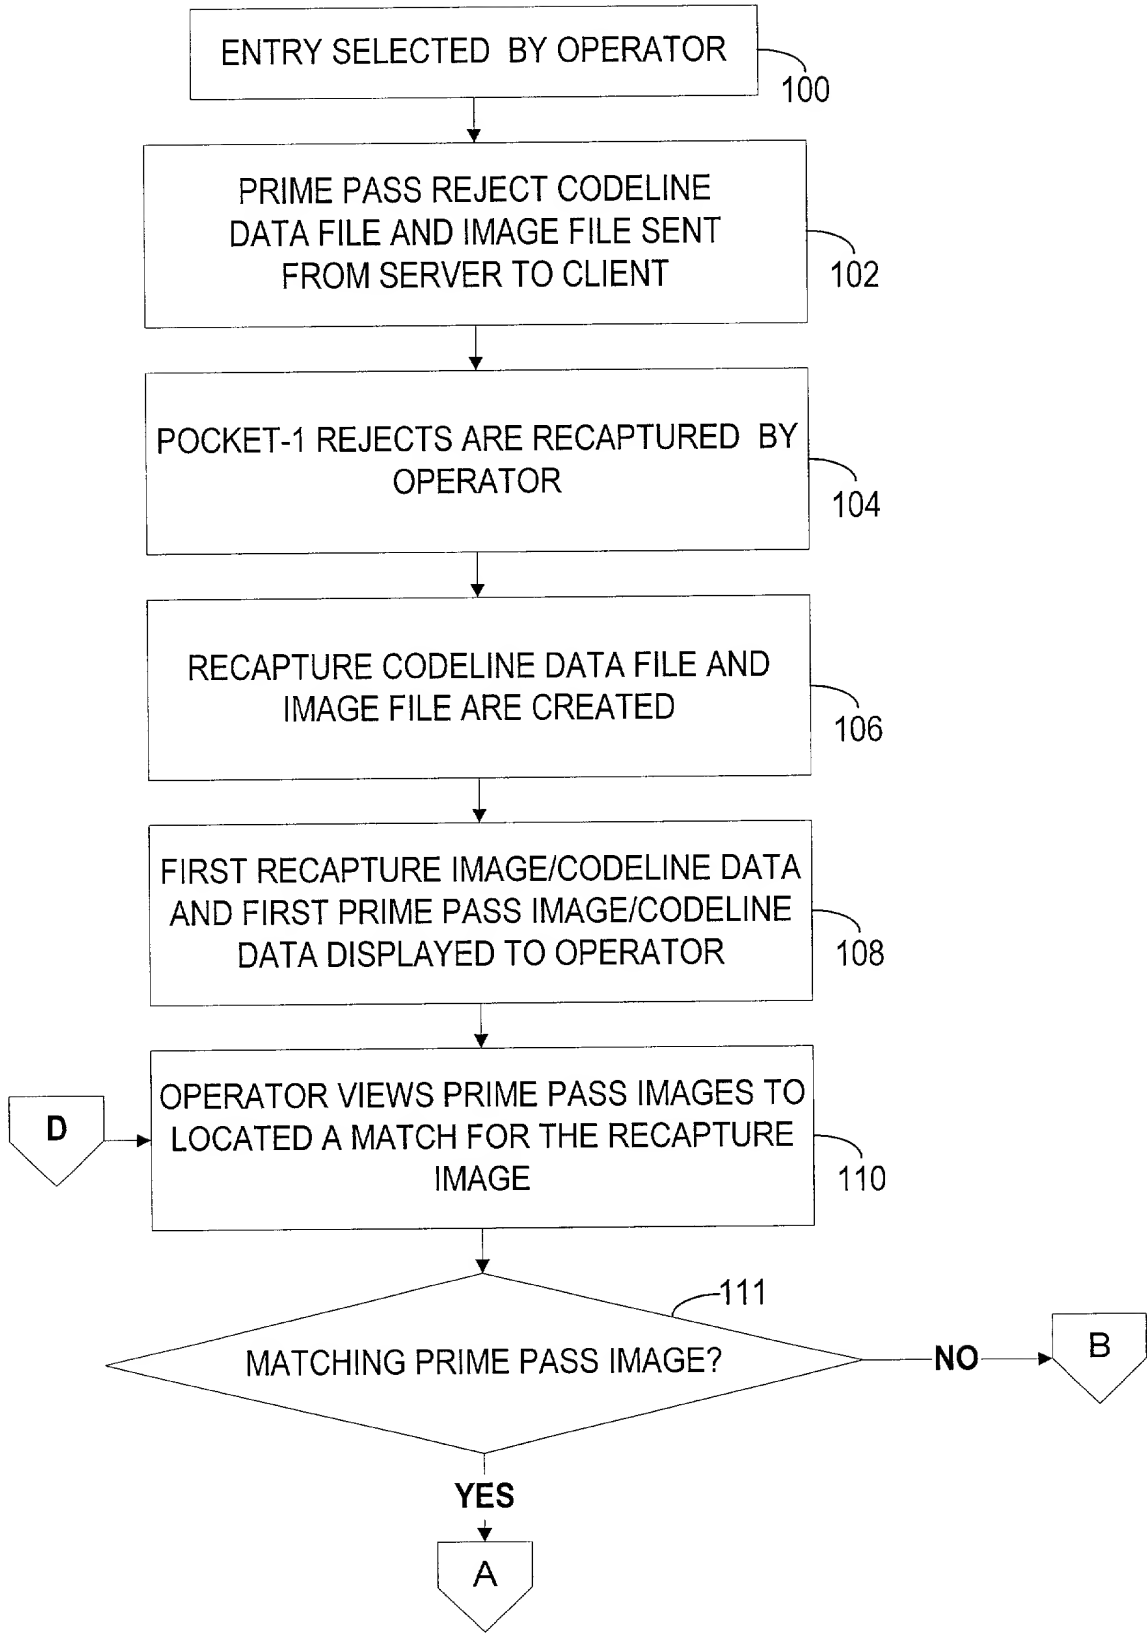 ENTRY SELECTED BY OPERATOR
100
PRIME PASS REJECT CODELINE
DATA FILE AND IMAGE FILE SENT
FROM SERVER TO CLIENT
102
POCKET-1 REJECTS ARE RECAPTURED BY
OPERATOR
104
RECAPTURE CODELINE DATA FILE AND
IMAGE FILE ARE CREATED
106
FIRST RECAPTURE IMAGE/CODELINE DATA
AND FIRST PRIME PASS IMAGE/CODELINE
DATA DISPLAYED TO OPERATOR
108
D
OPERATOR VIEWS PRIME PASS IMAGES TO
LOCATED A MATCH FOR THE RECAPTURE
IMAGE
110
111
MATCHING PRIME PASS IMAGE?
NO
B
YES
A